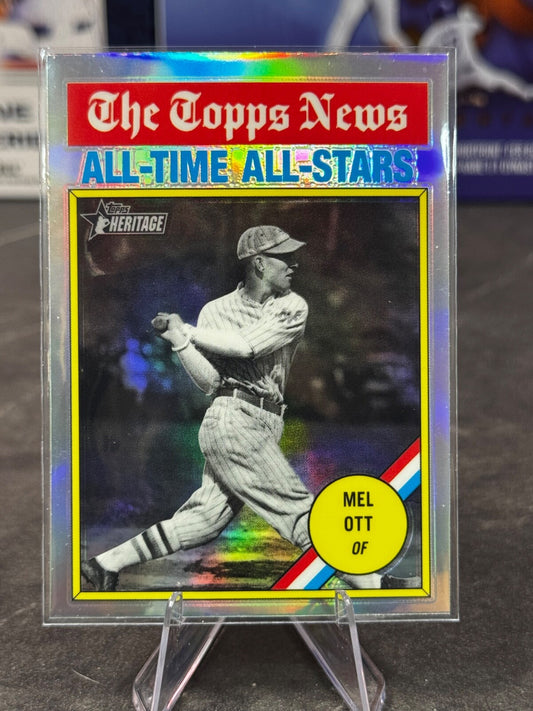 The Topps News
ALL-TIME ALL-STARS
Topps
HERITAGE
MEL
OTT
OF